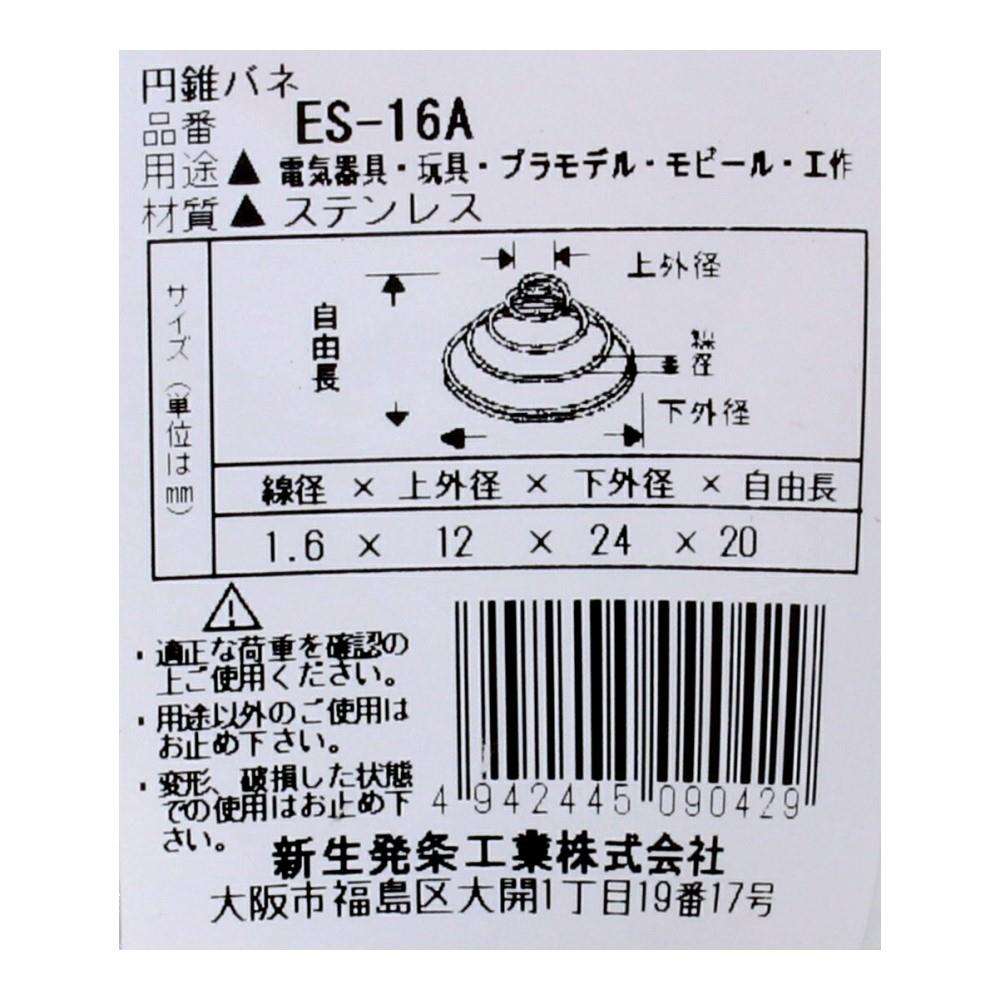 円錐バネ
品番 ES-16A
用途▲電気器具・玩具・プラモデル・モビール・工作
材質▲ステンレス
サイズ(単位はmm)
上外径
自由長
線径
下外径
線径 × 上外径 × 下外径 × 自由長
1.6 × 12 × 24 × 20
・適正な荷重を確認の
上ご使用ください。
・用途以外のご使用は
お止め下さい。
・変形、破損した状態
での使用はお止め下
さい。
4 942445 090429
新生発条工業株式会社
大阪市福島区大開1丁目19番17号